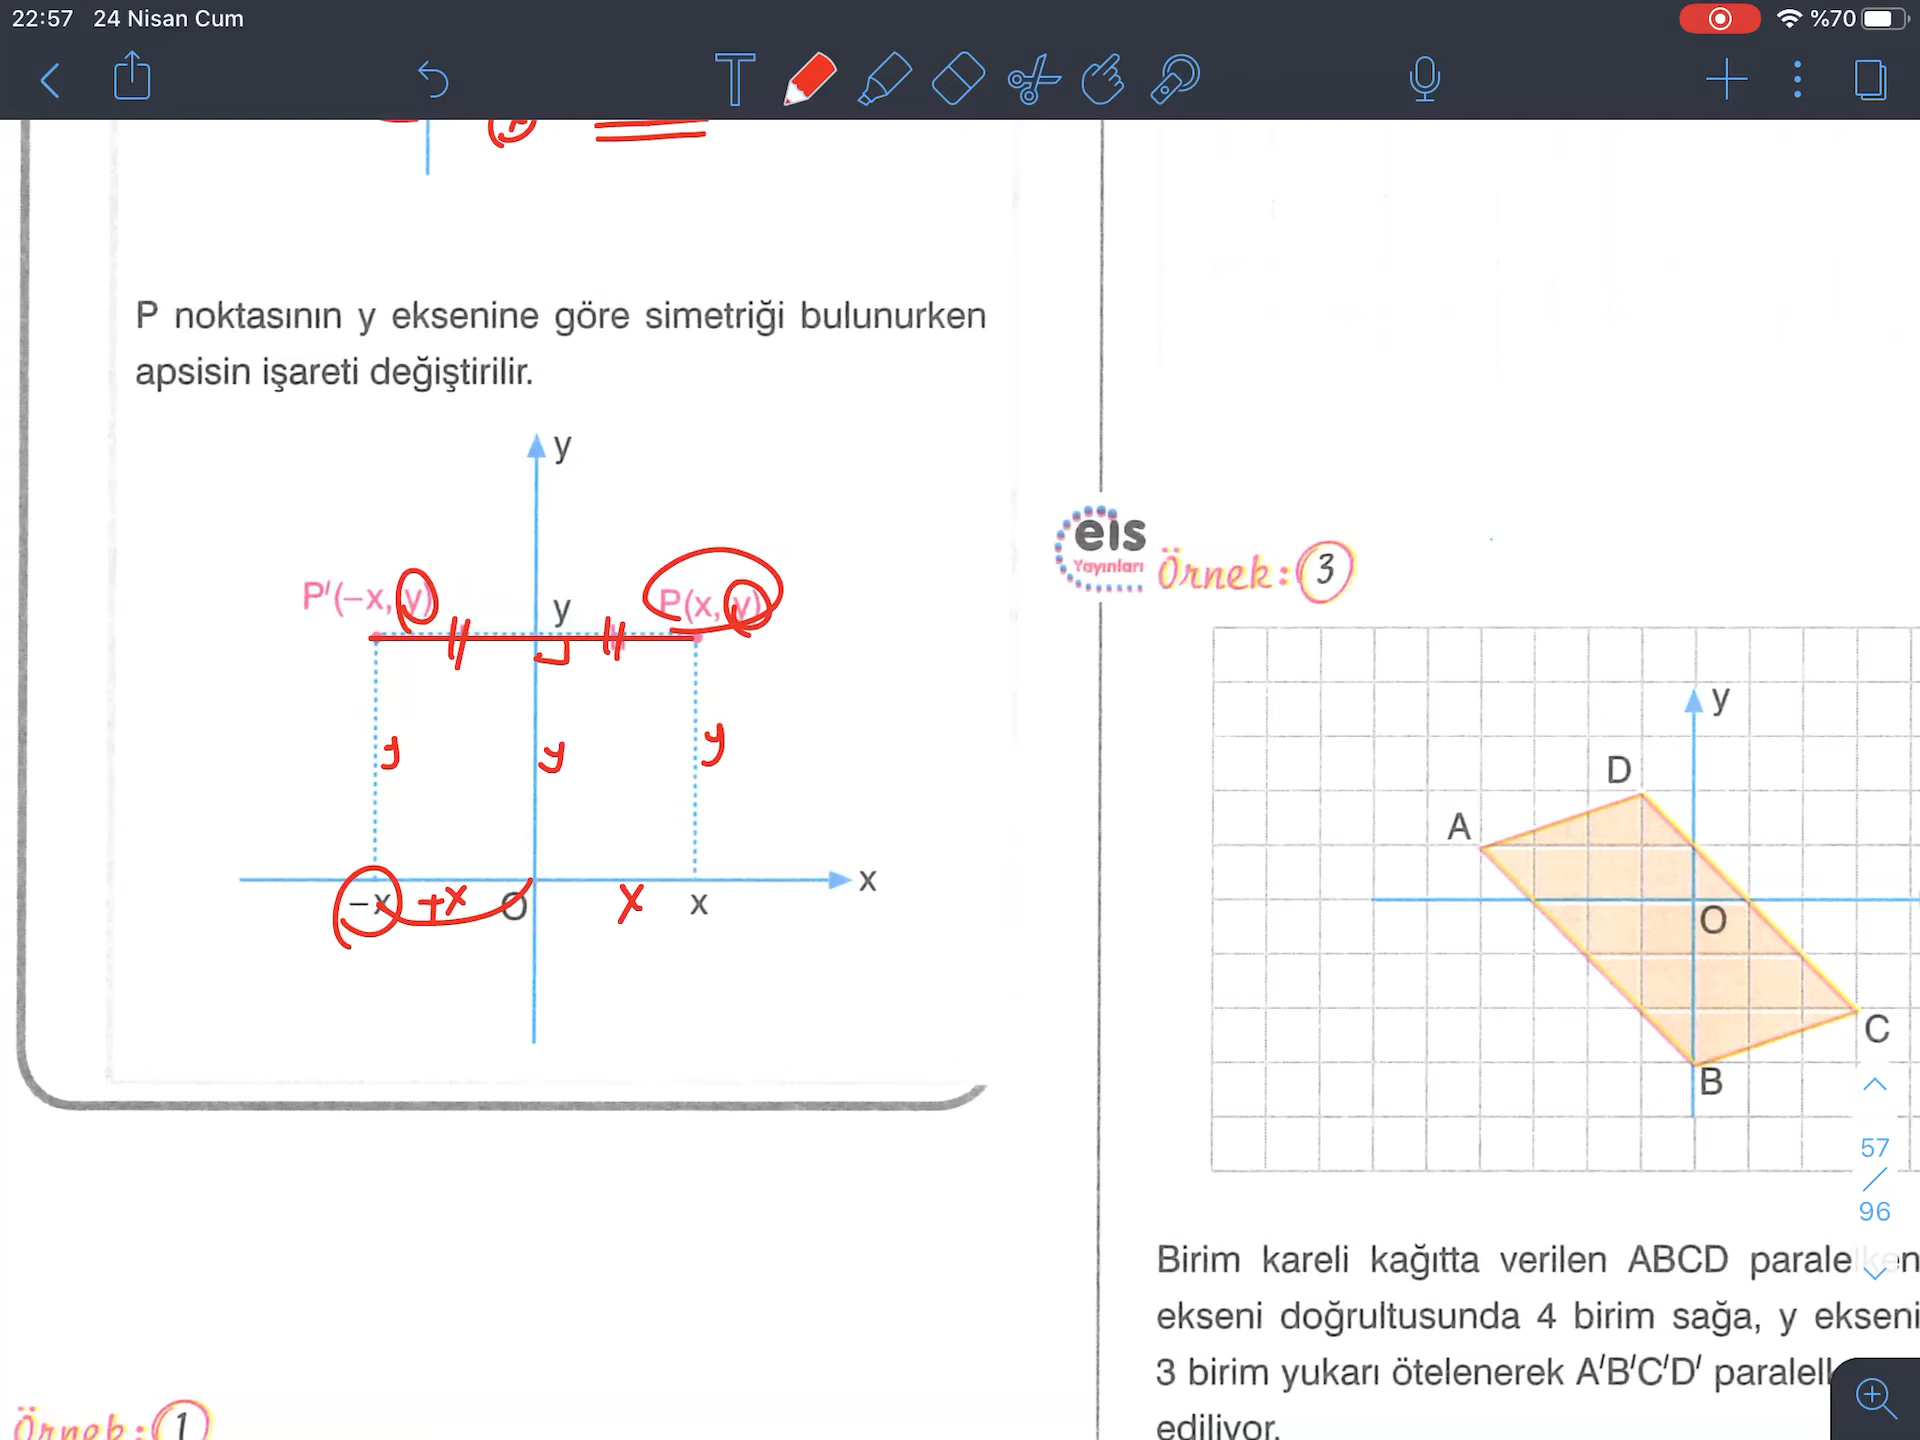 22:57 24 Nisan Cum
%70
P noktasının y eksenine göre simetriği bulunurken
apsisin işareti değiştirilir.
y
P'(−x, y)
y
P(x, y)
y
y
y
−x
+x
O
x
x
x
Örnek: 1
eis
Yayınları
Örnek: 3
y
D
A
O
C
B
57
96
Birim kareli kağıtta verilen ABCD parale
ekseni doğrultusunda 4 birim sağa, y ekseni
3 birim yukarı ötelenerek A'B'C'D' paralell
ediliyor.